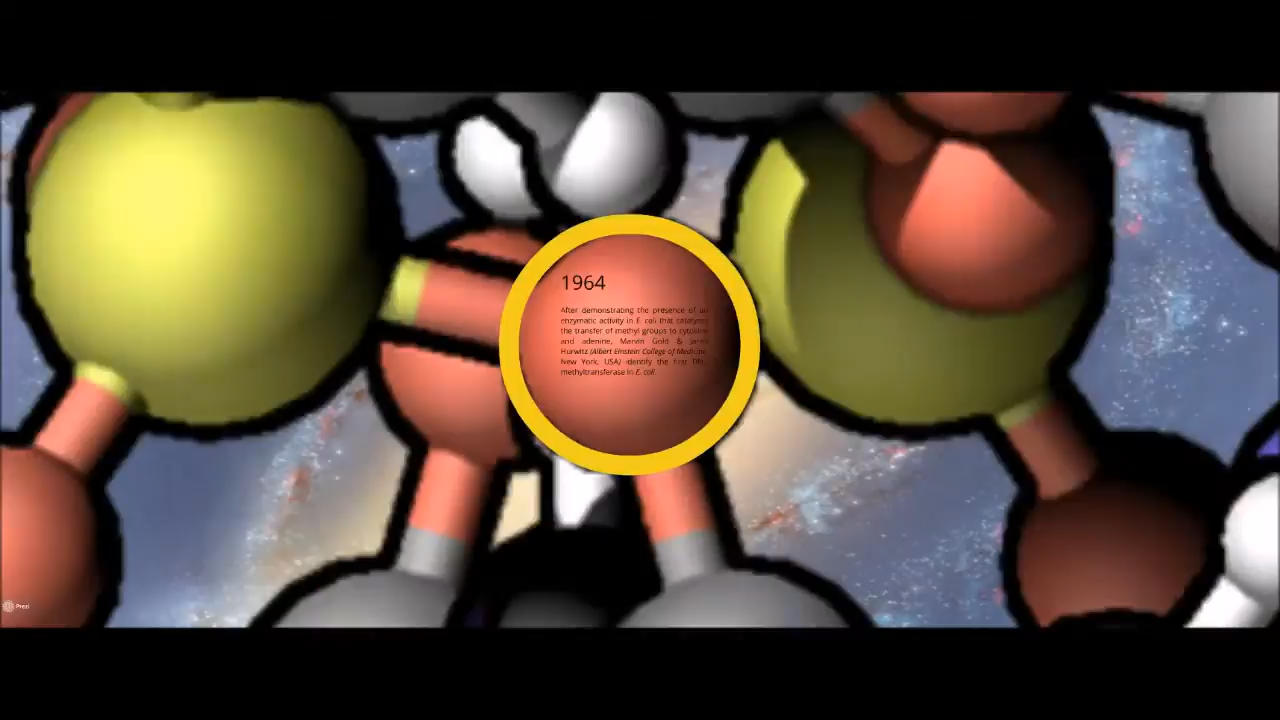 1964
After demonstrating the presence of an
enzymatic activity in E. coli that catalyzes
the transfer of methyl groups to cytosine
and adenine, Marvin Gold & Jared
Hurwitz (Albert Einstein College of Medicine,
New York, USA) identify the first DNA
methyltransferase in E. coli.
Prezi